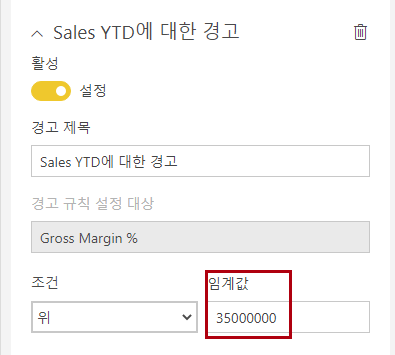 Sales YTD에 대한 경고
활성
설정
경고 제목
Sales YTD에 대한 경고
경고 규칙 설정 대상
Gross Margin %
조건 임계값
위 35000000